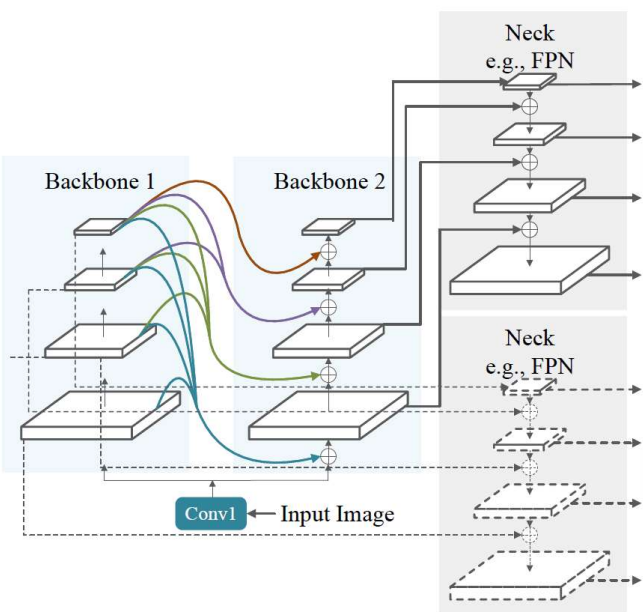 Neck
e.g., FPN
Backbone 1
Backbone 2
Neck
e.g., FPN
Conv1
Input Image